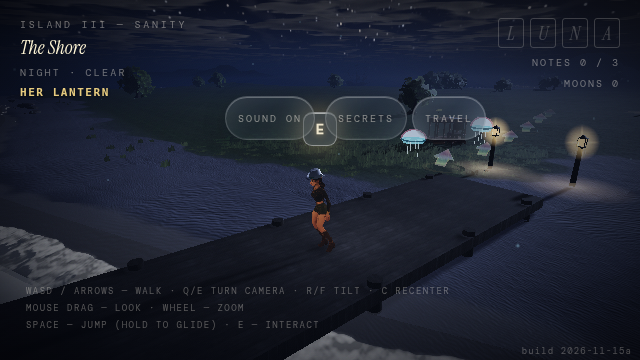 ISLAND III — SANITY
The Shore
NIGHT · CLEAR
HER LANTERN
L U N A
NOTES 0 / 3
MOONS 0
SOUND ON
SECRETS
TRAVEL
E
WASD / ARROWS — WALK · Q/E TURN CAMERA · R/F TILT · C RECENTER
MOUSE DRAG — LOOK · WHEEL — ZOOM
SPACE — JUMP (HOLD TO GLIDE) · E — INTERACT
build 2026-11-15a